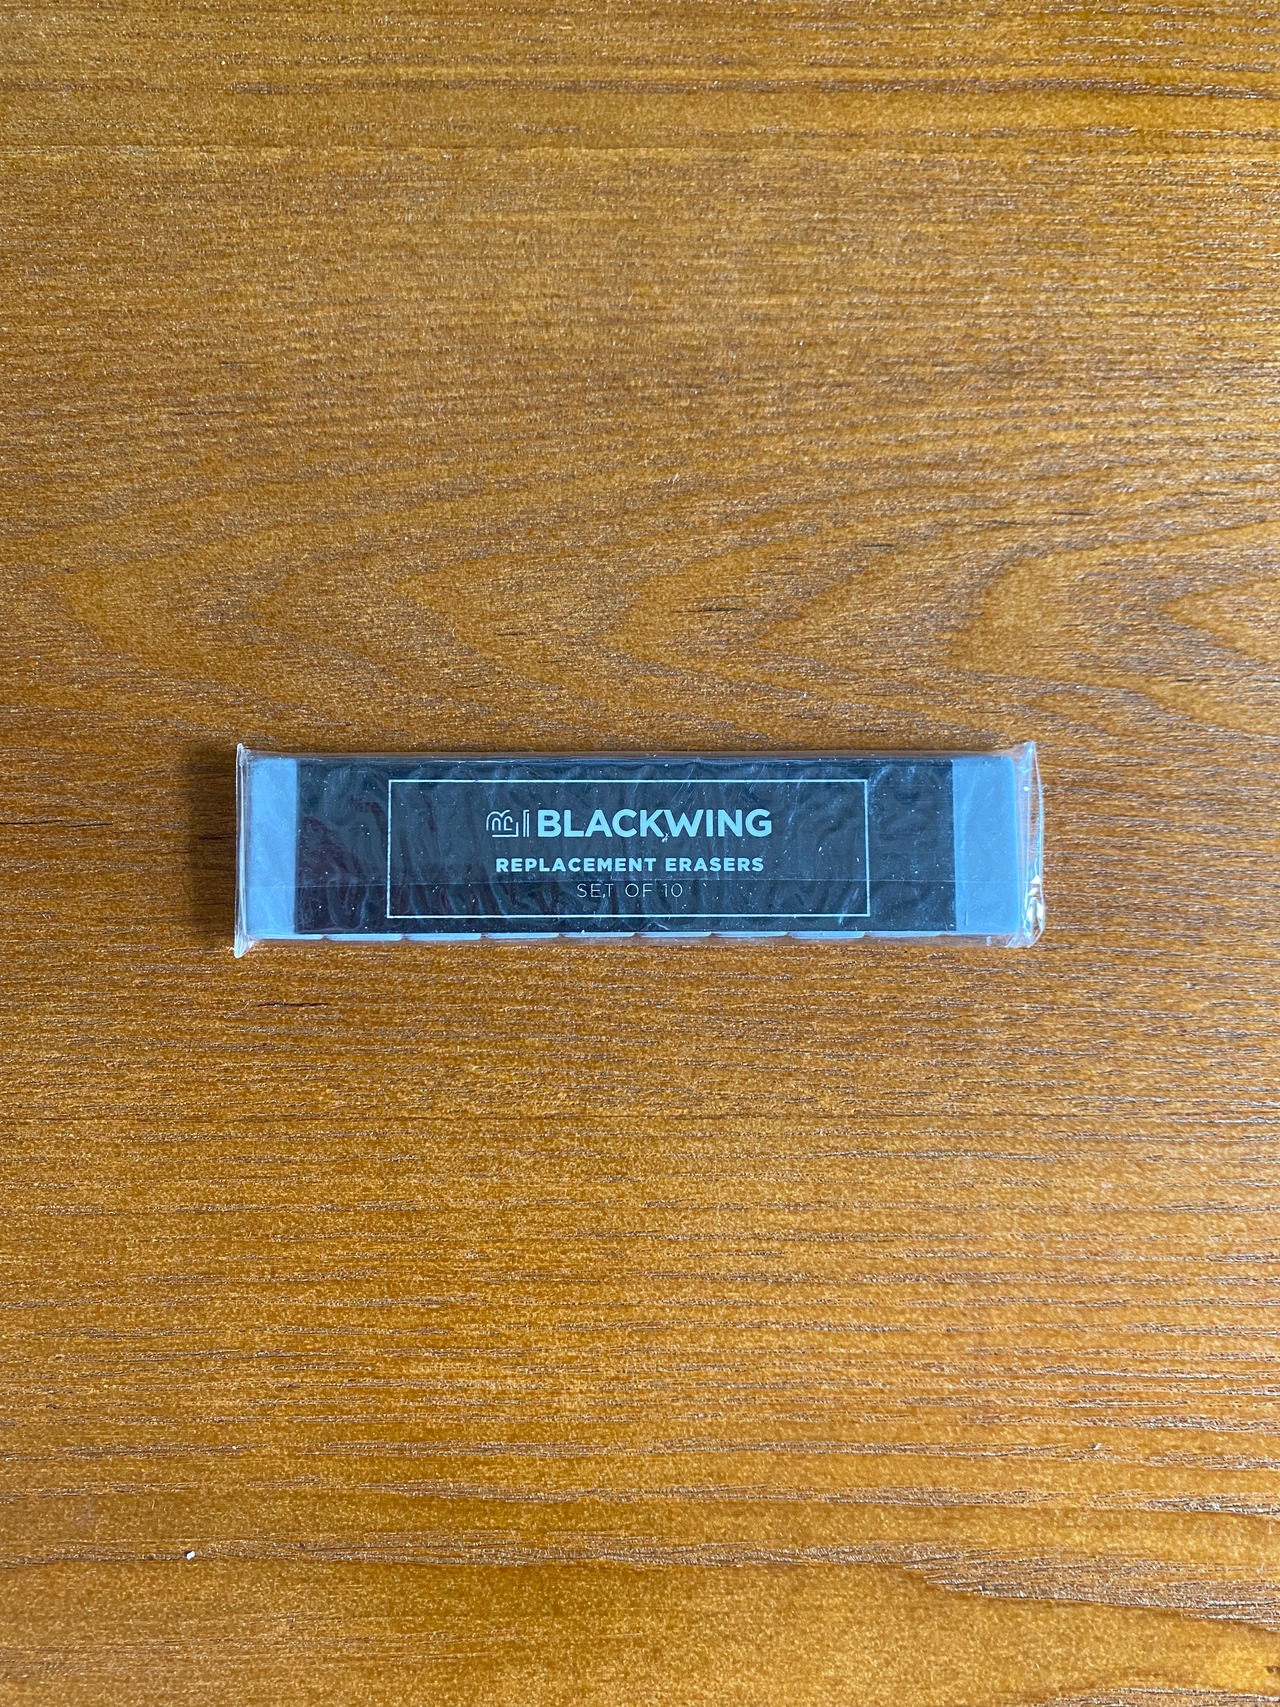 BLACKWING
REPLACEMENT ERASERS
SET OF 10